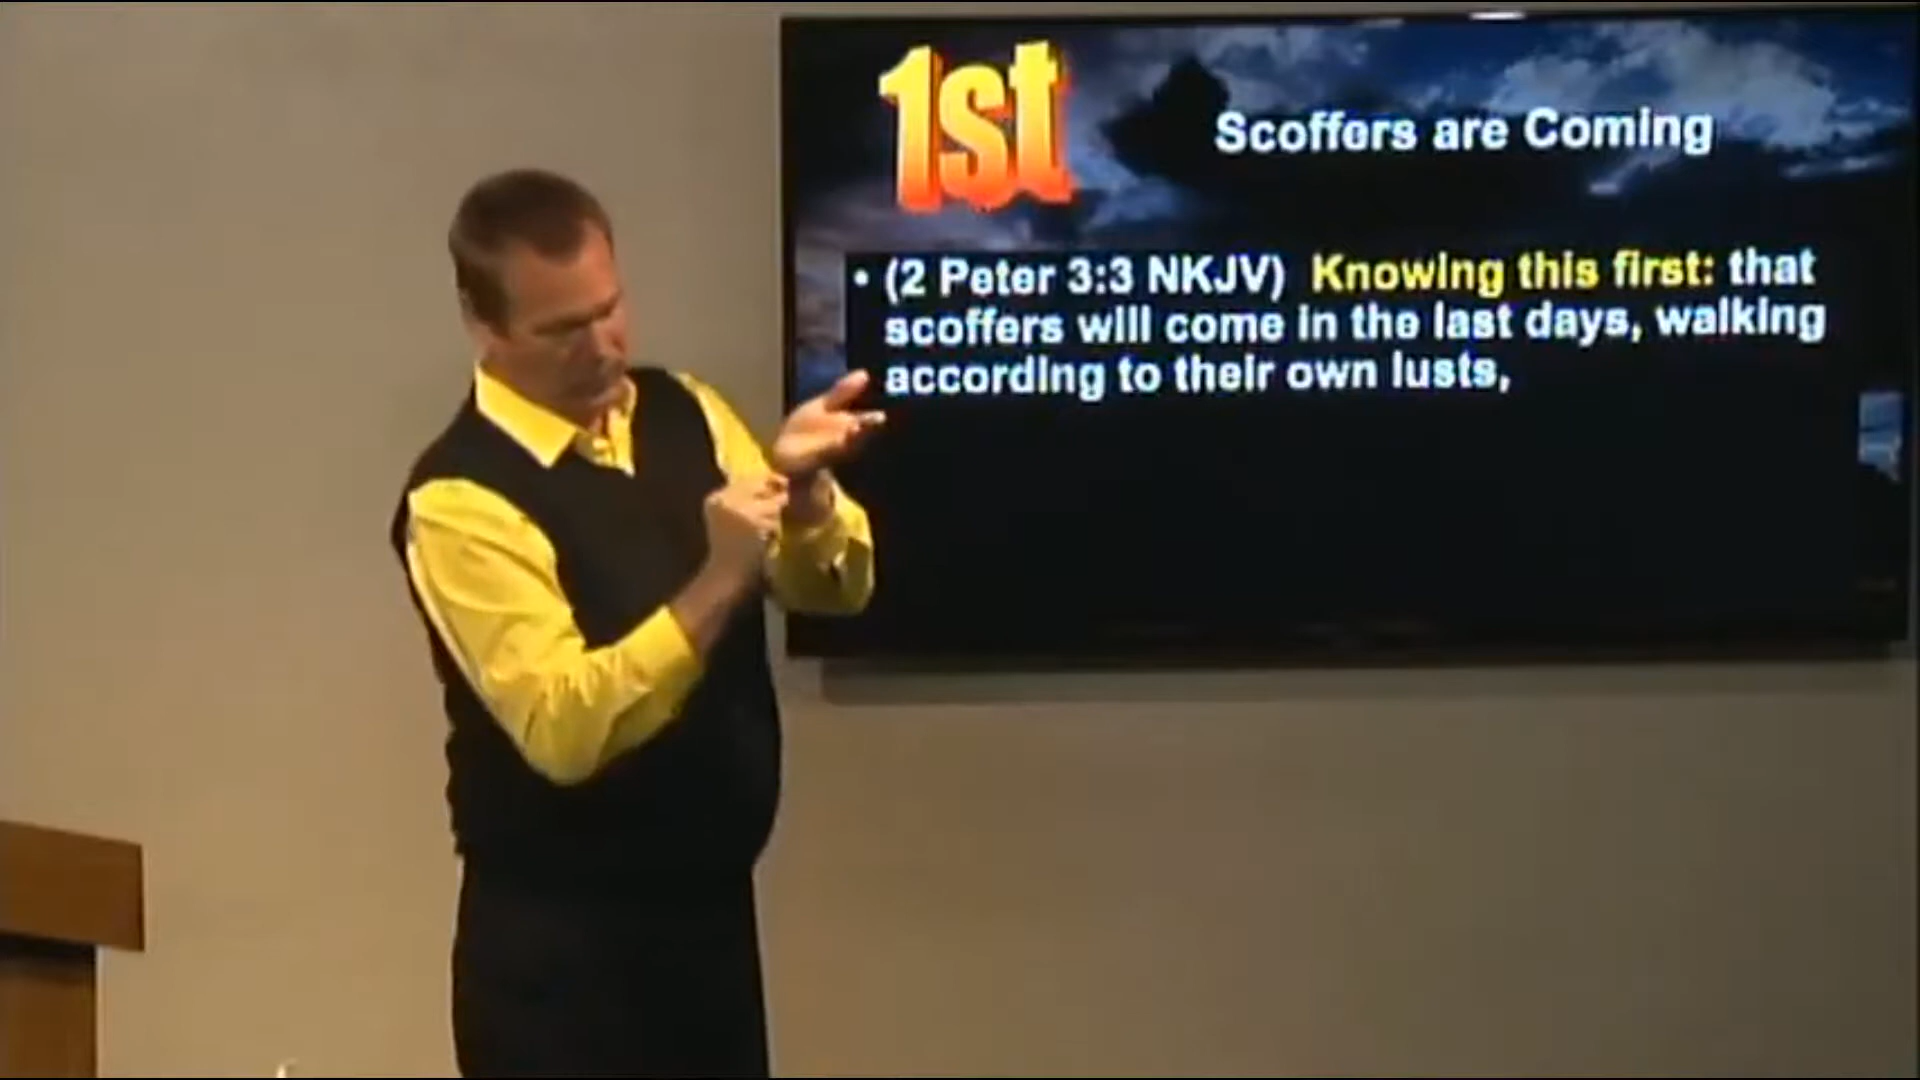 1st
Scoffers are Coming
• (2 Peter 3:3 NKJV) Knowing this first: that
scoffers will come in the last days, walking
according to their own lusts,